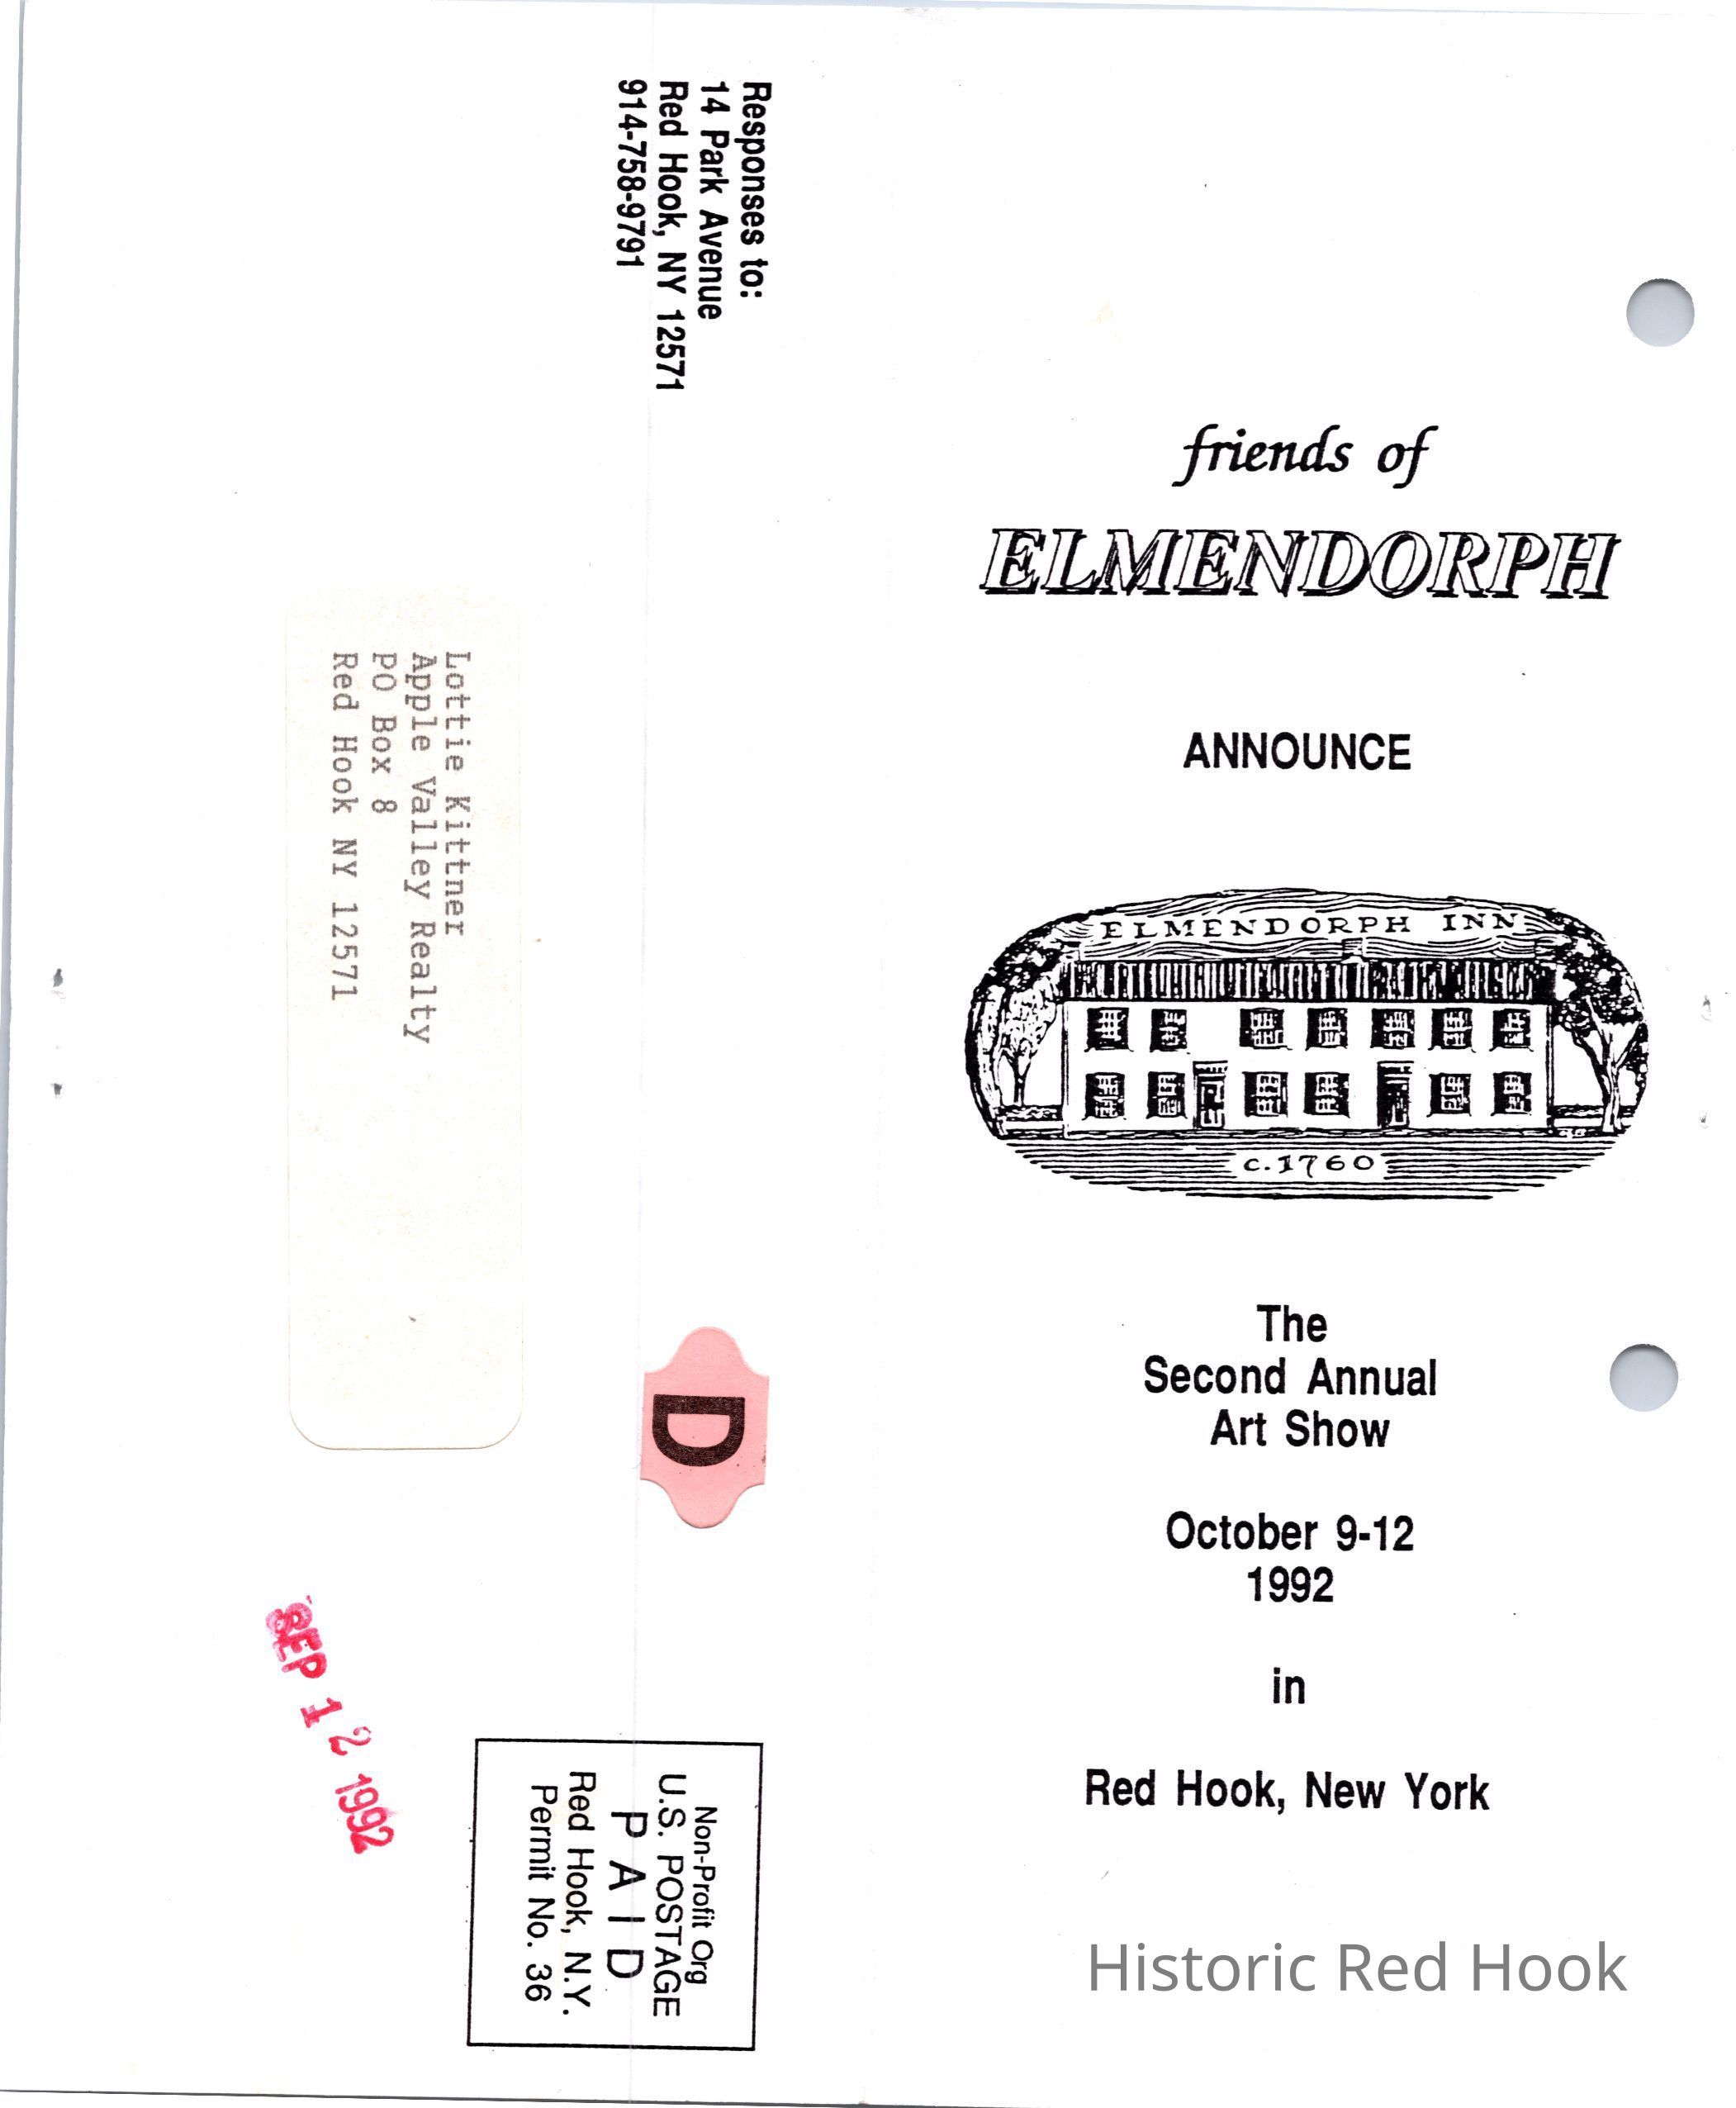 Responses to::
14 Park Avenue
Red Hook, NY 12571
914-758-9791
Lottie Kittner
Apple Valley Realty
PO Box 8
Red Hook NY 12571
D
SEP 12 1992
Non-Profit Org
U.S. POSTAGE
PAID
Red Hook, N.Y.
Permit No. 36
friends of
ELMENDORPH
ANNOUNCE
ELMENDORPH INN
c.1760
The
Second Annual
Art Show
October 9-12
1992
in
Red Hook, New York
Historic Red Hook